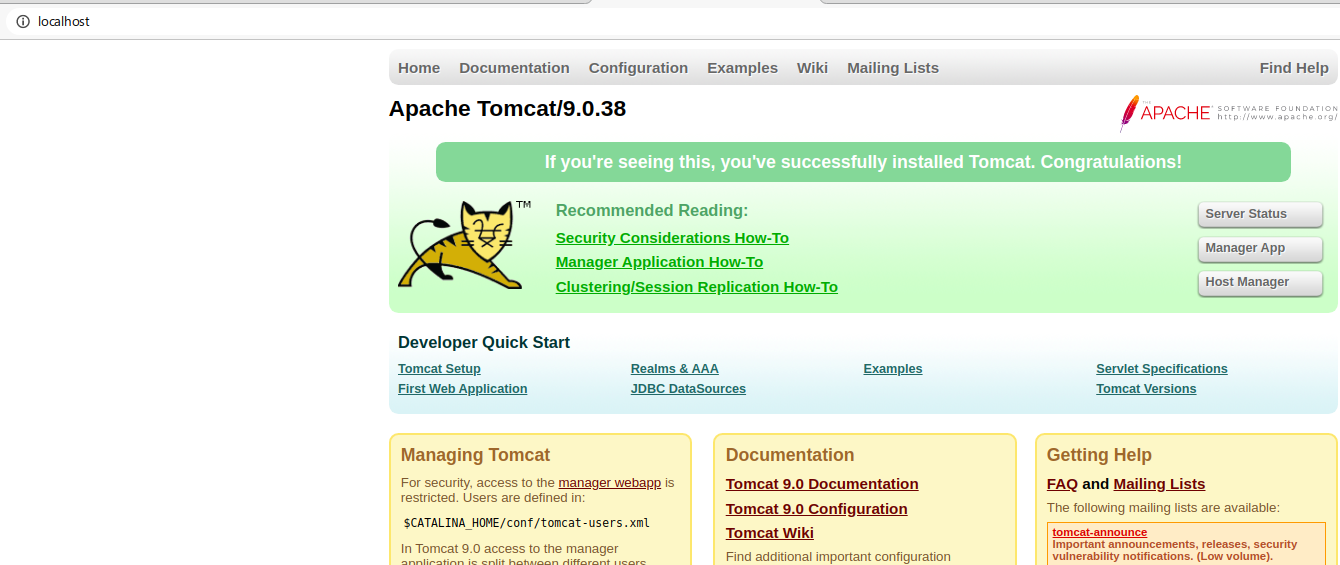 localhost
Home Documentation Configuration Examples Wiki Mailing Lists Find Help
Apache Tomcat/9.0.38
APACHE
SOFTWARE FOUNDATION
http://www.apache.org/
If you're seeing this, you've successfully installed Tomcat. Congratulations!
TM
Recommended Reading:
Security Considerations How-To
Manager Application How-To
Clustering/Session Replication How-To
Server Status
Manager App
Host Manager
Developer Quick Start
Tomcat Setup
First Web Application
Realms & AAA
JDBC DataSources
Examples
Servlet Specifications
Tomcat Versions
Managing Tomcat
For security, access to the manager webapp is
restricted. Users are defined in:
$CATALINA_HOME/conf/tomcat-users.xml
In Tomcat 9.0 access to the manager
application is split between different users.
Documentation
Tomcat 9.0 Documentation
Tomcat 9.0 Configuration
Tomcat Wiki
Find additional important configuration
Getting Help
FAQ and Mailing Lists
The following mailing lists are available:
tomcat-announce
Important announcements, releases, security
vulnerability notifications. (Low volume).